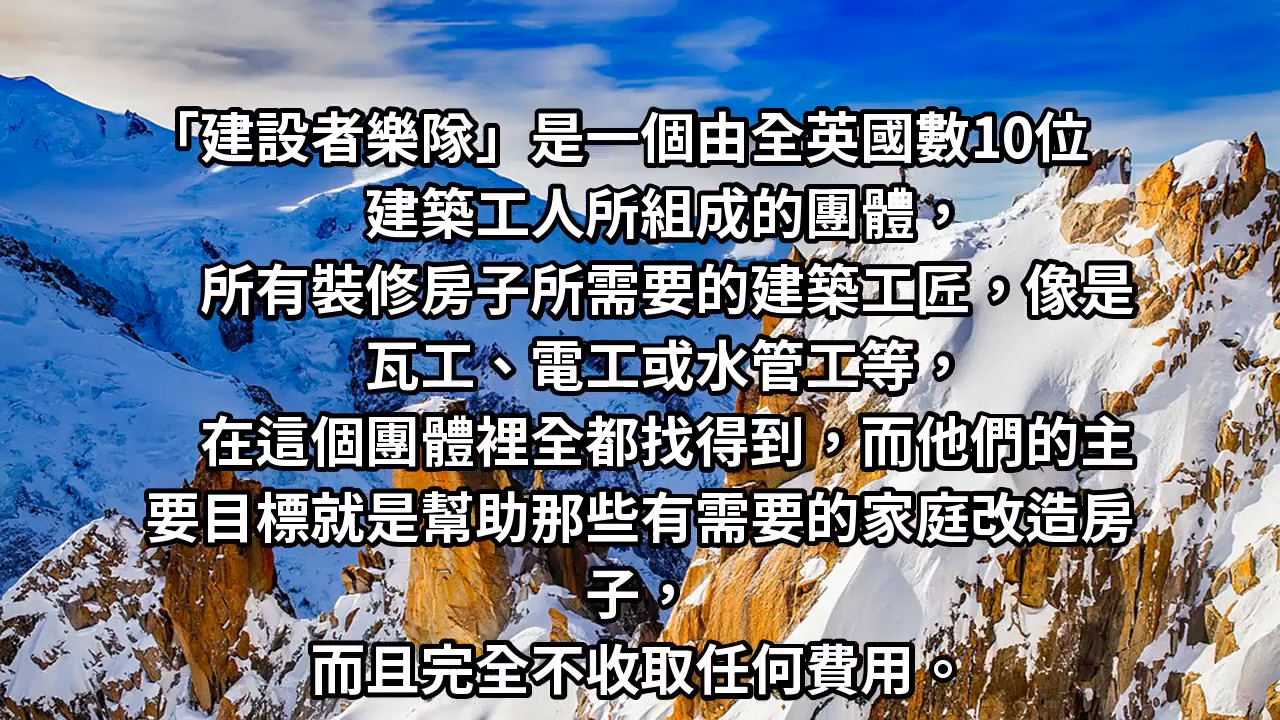 「建設者樂隊」是一個由全英國數10位
建築工人所組成的團體，
所有裝修房子所需要的建築工匠，像是
瓦工、電工或水管工等，
在這個團體裡全都找得到，而他們的主
要目標就是幫助那些有需要的家庭改造房
子，
而且完全不收取任何費用。